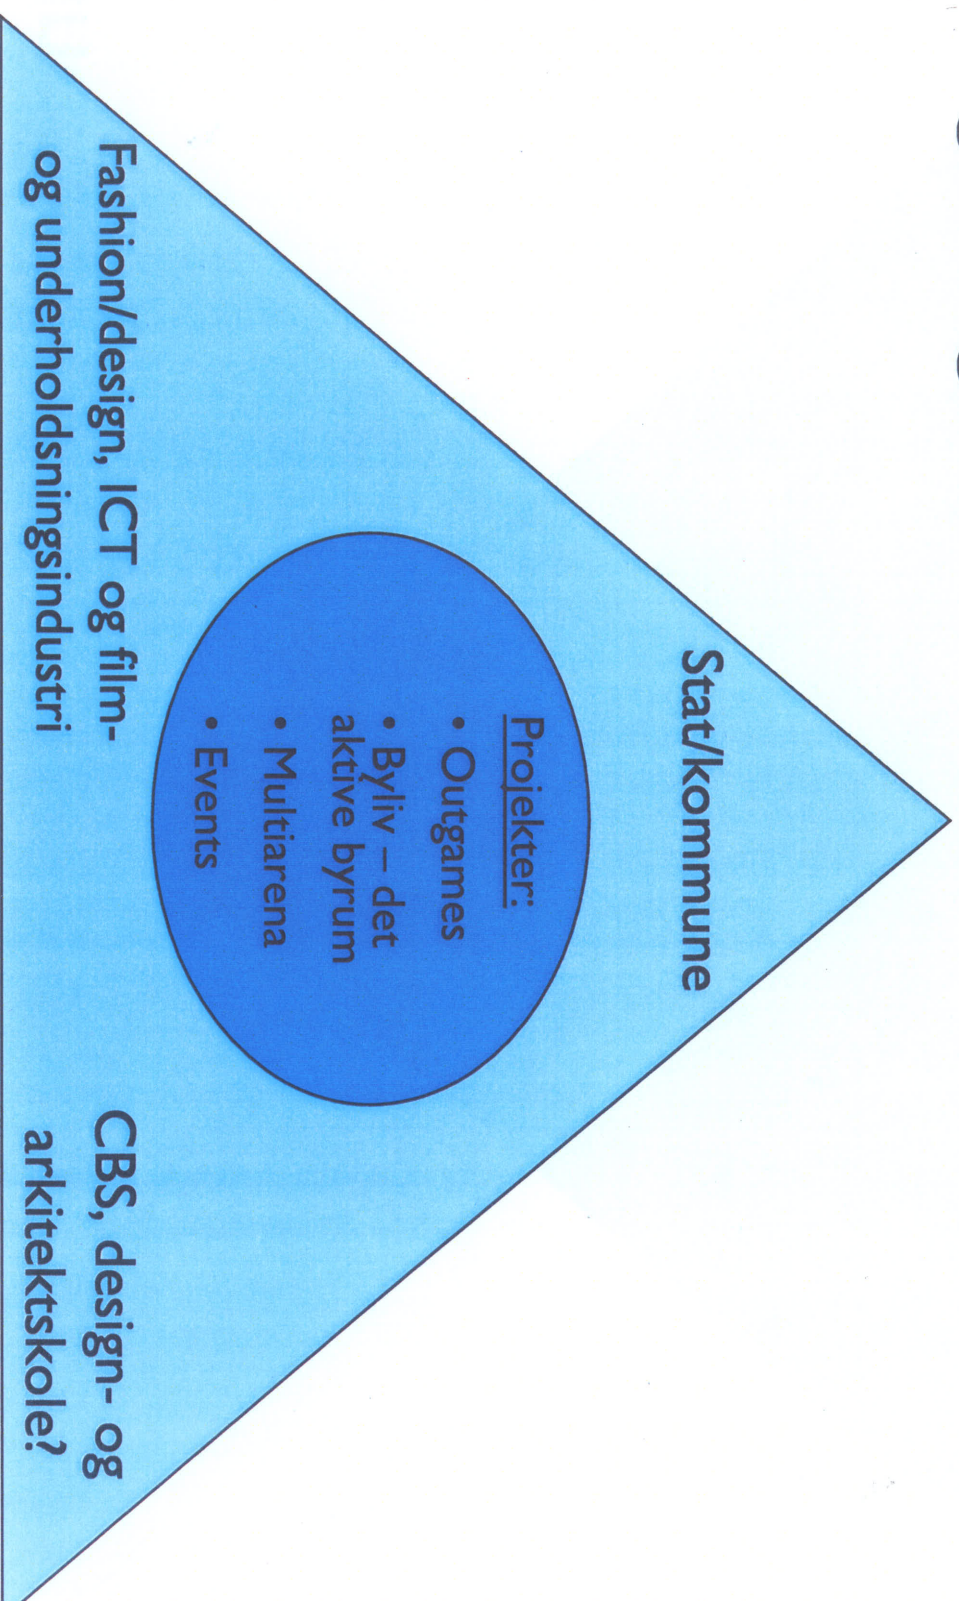 Stat/kommune
Projekter:
• Outgames
• Byliv – det
aktive byrum
• Multiarena
• Events
Fashion/design, ICT og film-
og underholdsningsindustri
CBS, design- og
arkitektskole?